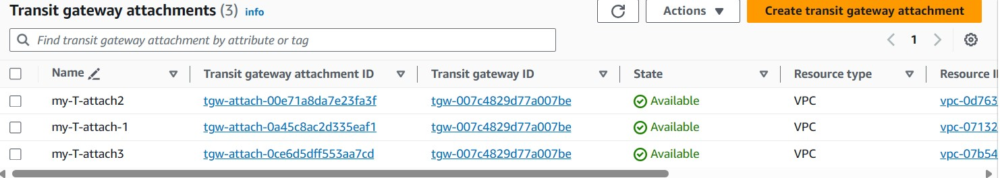 Transit gateway attachments (3) info
Actions
Create transit gateway attachment
Find transit gateway attachment by attribute or tag
1
Name Transit gateway attachment ID Transit gateway ID State Resource type Resource
my-T-attach2 tgw-attach-00e71a8da7e23fa3f tgw-007c4829d77a007be Available VPC vpc-0d763
my-T-attach-1 tgw-attach-0a45c8ac2d335eaf1 tgw-007c4829d77a007be Available VPC vpc-07132
my-T-attach3 tgw-attach-0ce6d5dff553aa7cd tgw-007c4829d77a007be Available VPC vpc-07b54